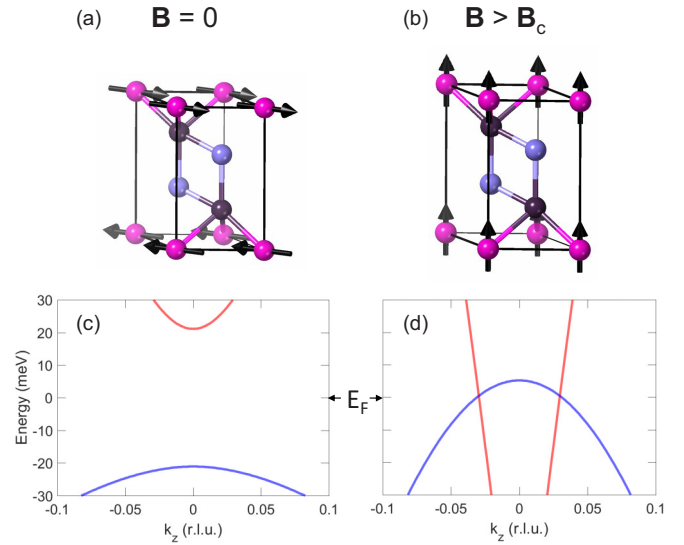 (a) B = 0
(b) B > Bc
(c)
30
20
10
0
-10
-20
-30
Energy (meV)
-0.1 -0.05 0 0.05 0.1
kz (r.l.u.)
EF
(d)
-0.1 -0.05 0 0.05 0.1
kz (r.l.u.)